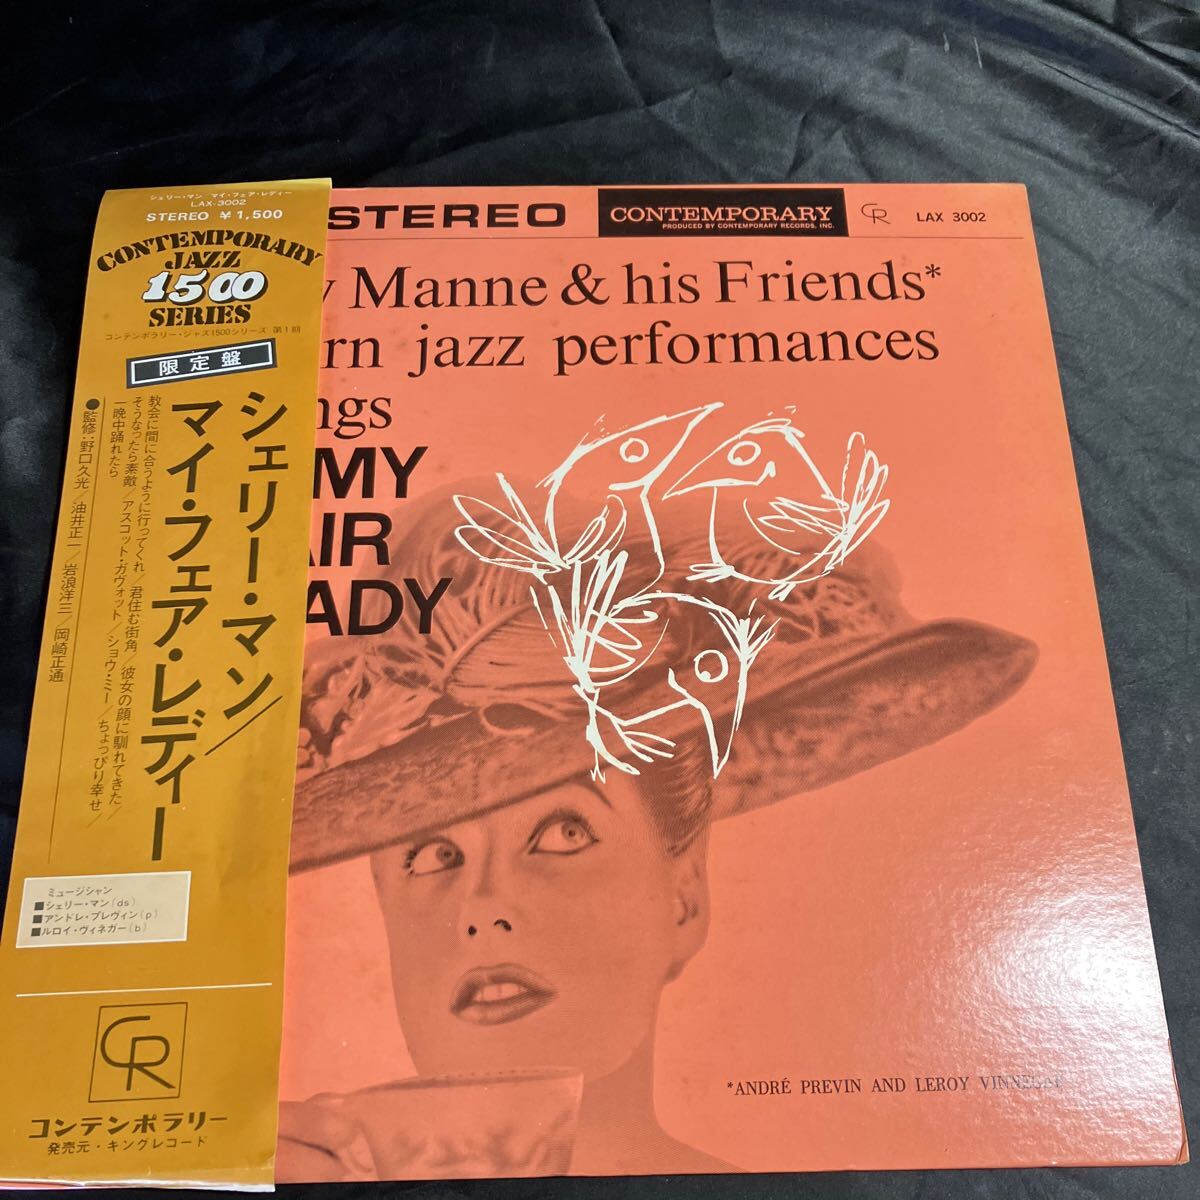 シェリー・マン/マイ・フェア・レディー
LAX-3002
STEREO ¥1,500
CONTEMPORARY
JAZZ
1500
SERIES
コンテンポラリー・ジャズ1500シリーズ 第1回
限定盤
シェリー・マン/
マイ・フェア・レディー
教会に間に合うように行ってくれ/君住む街角/彼女の顔に馴れてきた/
そうなったら素敵/アスコット・ガヴォット/ショウ・ミー/ちょっぴり幸せ/
一晩中踊れたら
●監修:野口久光/油井正一/岩浪洋三/岡崎正通
ミュージシャン
■シェリー・マン(ds)
■アンドレ・プレヴィン(p)
■ルロイ・ヴィネガー(b)
CR
コンテンポラリー
発売元・キングレコード
STEREO
CONTEMPORARY
PRODUCED BY CONTEMPORARY RECORDS, INC.
CR
LAX 3002
y Manne & his Friends*
rn jazz performances
ngs
MY
AIR
ADY
*ANDRÉ PREVIN AND LEROY VINNEGAR